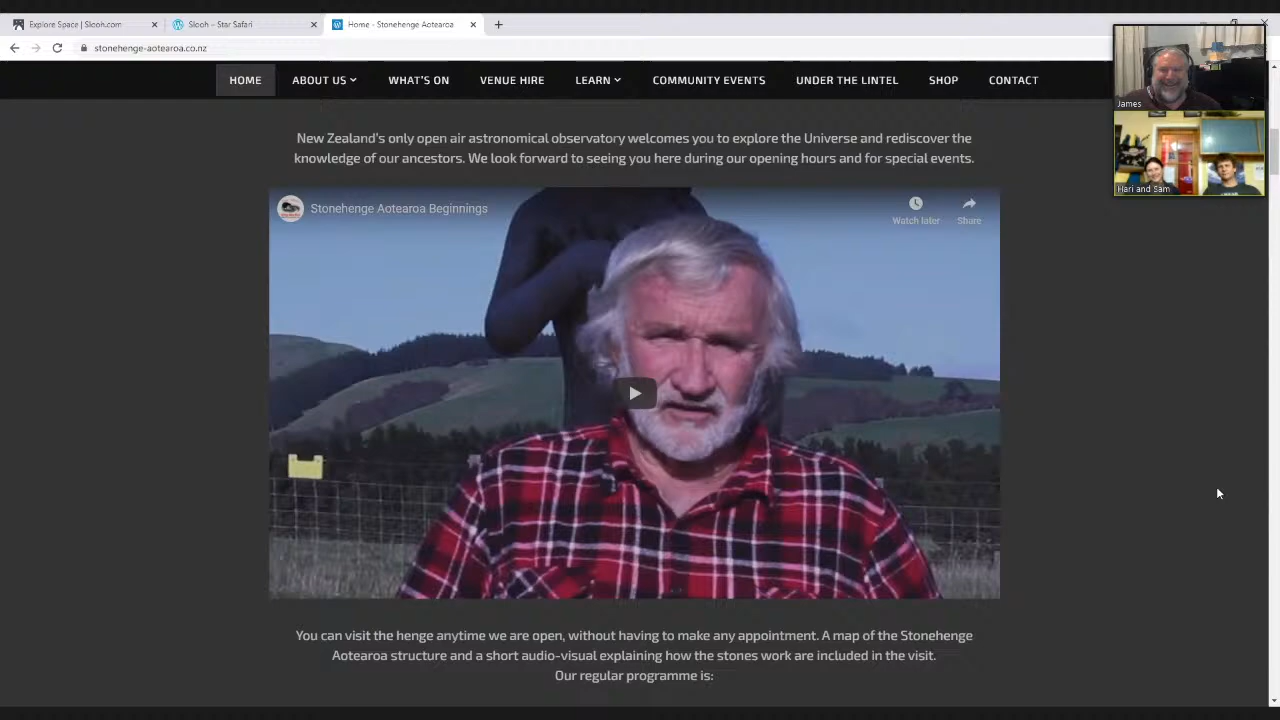 Explore Space | Slooh.com
Slooh – Star Safari
Home - Stonehenge Aotearoa
stonehenge-aotearoa.co.nz
HOME ABOUT US WHAT'S ON VENUE HIRE LEARN COMMUNITY EVENTS UNDER THE LINTEL SHOP CONTACT
James
Hari and Sam
New Zealand's only open air astronomical observatory welcomes you to explore the Universe and rediscover the
knowledge of our ancestors. We look forward to seeing you here during our opening hours and for special events.
Stonehenge Aotearoa Beginnings
Watch later
Share
You can visit the henge anytime we are open, without having to make any appointment. A map of the Stonehenge
Aotearoa structure and a short audio-visual explaining how the stones work are included in the visit.
Our regular programme is: